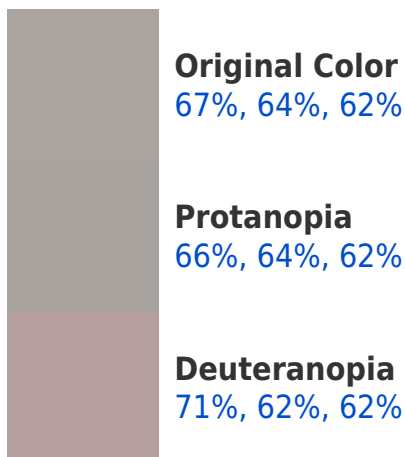 Original Color
67%, 64%, 62%
Protanopia
66%, 64%, 62%
Deuteranopia
71%, 62%, 62%